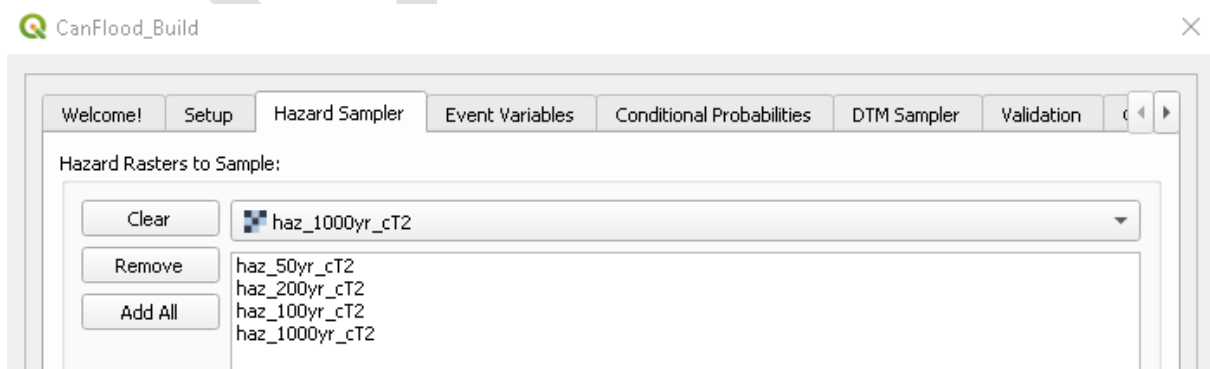 CanFlood_Build
Welcome! Setup Hazard Sampler Event Variables Conditional Probabilities DTM Sampler Validation
Hazard Rasters to Sample:
Clear haz_1000yr_cT2
Remove haz_50yr_cT2
haz_200yr_cT2
Add All haz_100yr_cT2
haz_1000yr_cT2